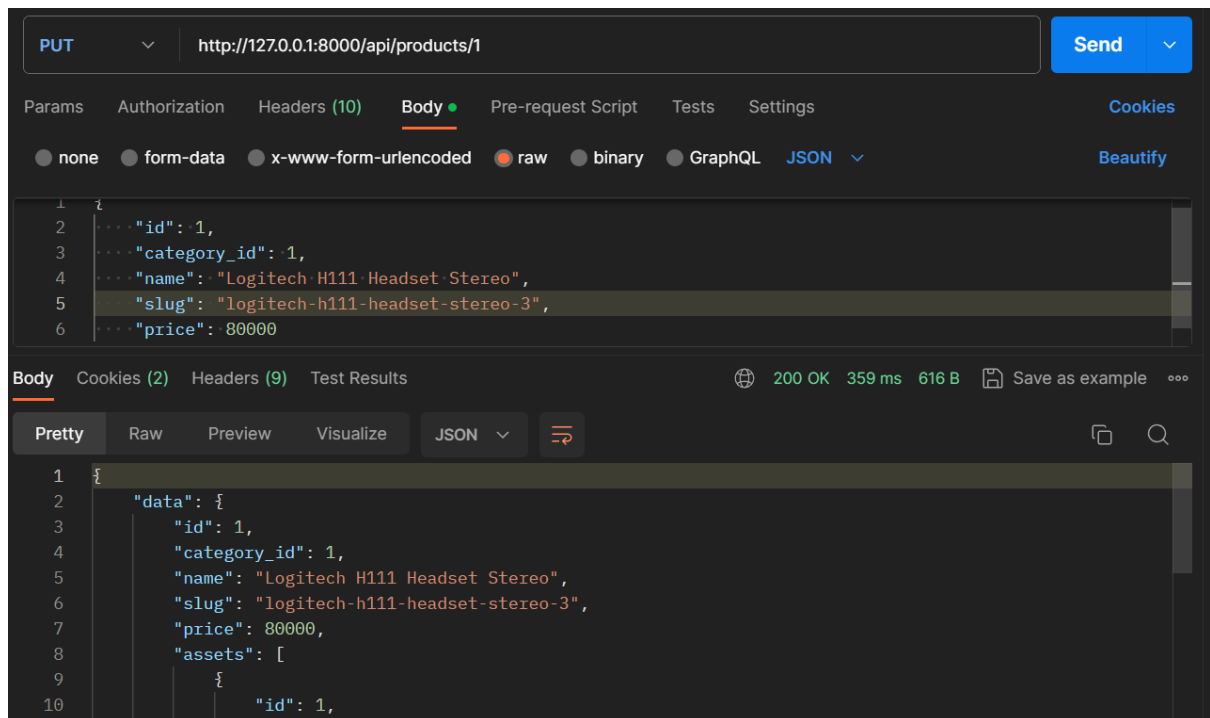 PUT http://127.0.0.1:8000/api/products/1 Send
Params Authorization Headers (10) Body Pre-request Script Tests Settings Cookies
none form-data x-www-form-urlencoded raw binary GraphQL JSON Beautify
1 {
2 "id": 1,
3 "category_id": 1,
4 "name": "Logitech H111 Headset Stereo",
5 "slug": "logitech-h111-headset-stereo-3",
6 "price": 80000
Body Cookies (2) Headers (9) Test Results 200 OK 359 ms 616 B Save as example
Pretty Raw Preview Visualize JSON
1 {
2 "data": {
3 "id": 1,
4 "category_id": 1,
5 "name": "Logitech H111 Headset Stereo",
6 "slug": "logitech-h111-headset-stereo-3",
7 "price": 80000,
8 "assets": [
9 {
10 "id": 1,